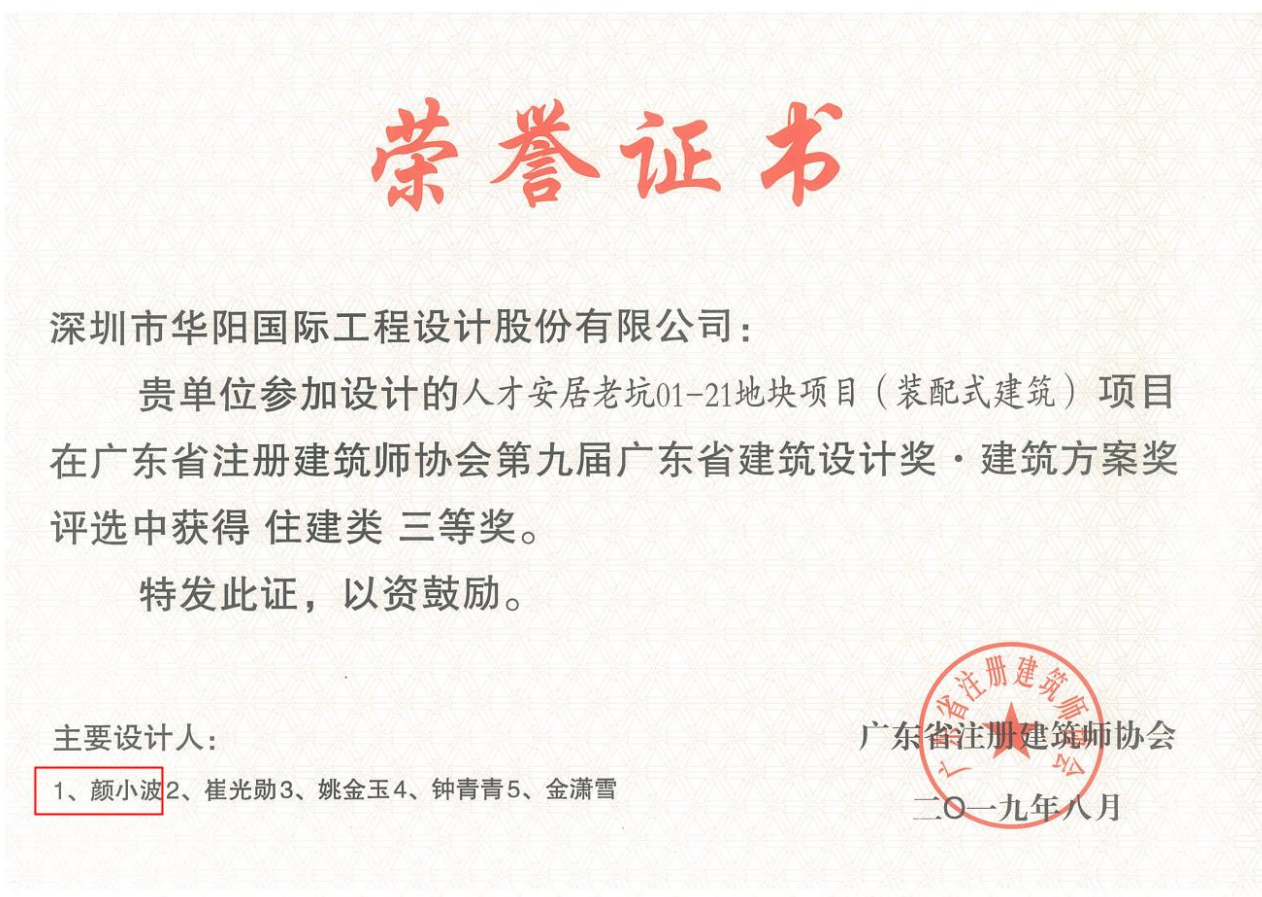 荣誉证书
深圳市华阳国际工程设计股份有限公司：
贵单位参加设计的人才安居老坑01-21地块项目（装配式建筑）项目
在广东省注册建筑师协会第九届广东省建筑设计奖·建筑方案奖
评选中获得 住建类 三等奖。
特发此证，以资鼓励。
广东省注册建筑师协会
主要设计人：
广东省注册建筑师协会
1、颜小波2、崔光勋3、姚金玉4、钟青青5、金潇雪
二〇一九年八月